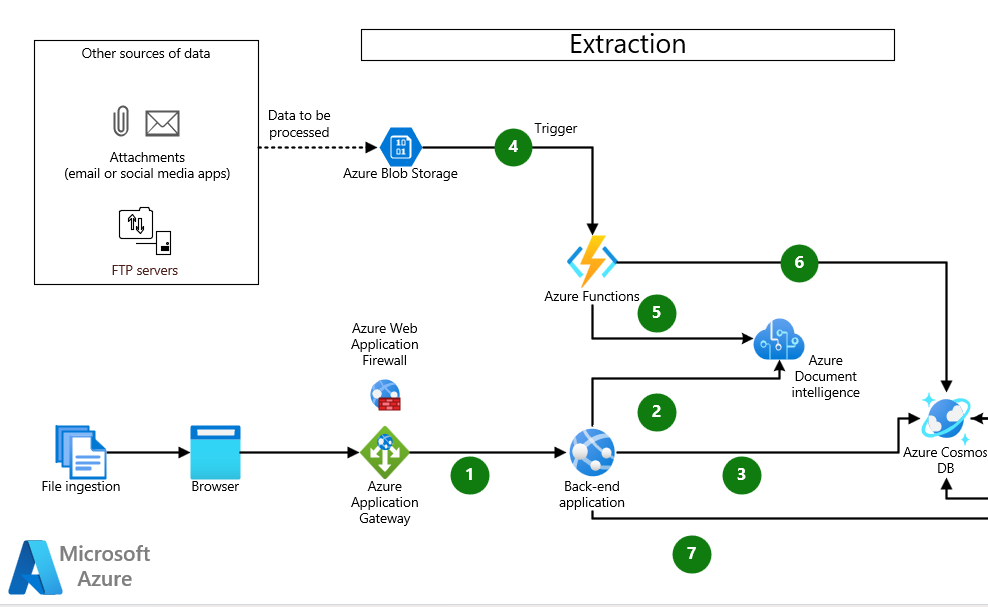 Extraction
Other sources of data
Attachments
(email or social media apps)
FTP servers
Data to be
processed
Azure Blob Storage
4
Trigger
Azure Functions
6
5
Azure
Document
intelligence
Azure Web
Application
Firewall
2
File ingestion
Browser
Azure
Application
Gateway
1
Back-end
application
3
Azure Cosmos
DB
7
Microsoft
Azure